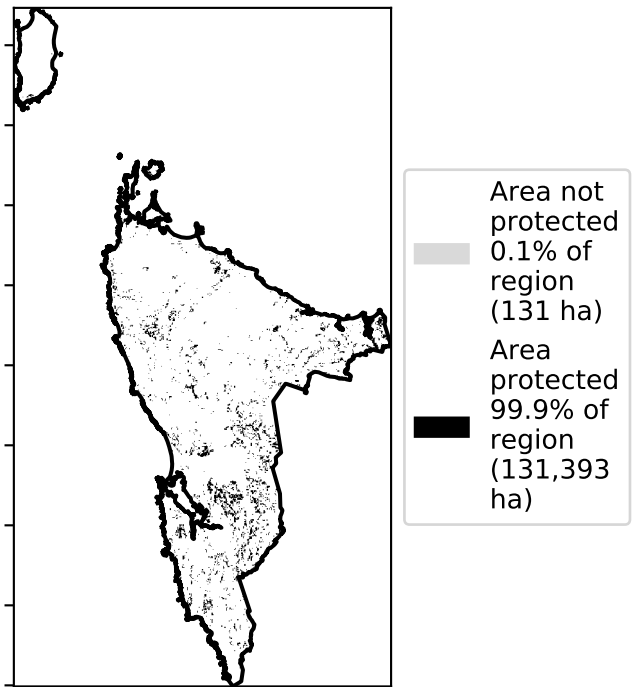 Area not
protected
0.1% of
region
(131 ha)
Area
protected
99.9% of
region
(131,393
ha)